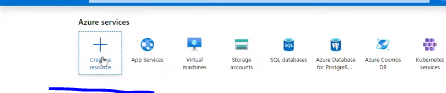 Azure services
Create a resource
App Services
Virtual machines
Storage accounts
SQL databases
Azure Database for PostgreS...
Azure Cosmos DB
Kubernetes services
SQL